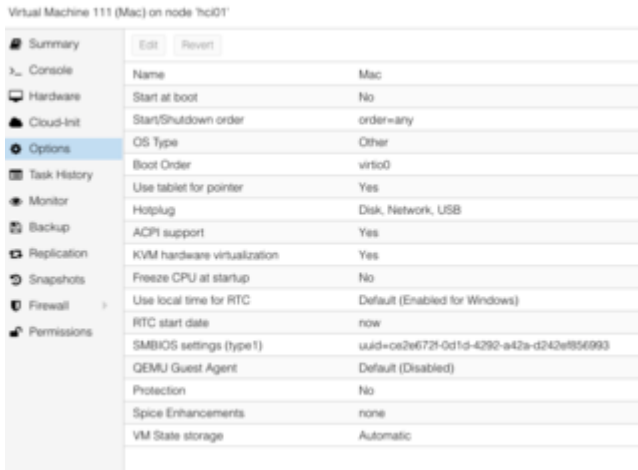 Virtual Machine 111 (Mac) on node 'hci01'
Summary
Console
Hardware
Cloud-Init
Options
Task History
Monitor
Backup
Replication
Snapshots
Firewall
Permissions
Edit Revert
Name Mac
Start at boot No
Start/Shutdown order order=any
OS Type Other
Boot Order virtio0
Use tablet for pointer Yes
Hotplug Disk, Network, USB
ACPI support Yes
KVM hardware virtualization Yes
Freeze CPU at startup No
Use local time for RTC Default (Enabled for Windows)
RTC start date now
SMBIOS settings (type1) uuid=ce2e672f-0d1d-4292-a42a-d242ef856993
QEMU Guest Agent Default (Disabled)
Protection No
Spice Enhancements none
VM State storage Automatic